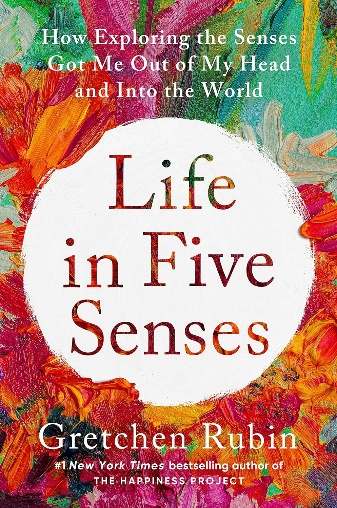 How Exploring the Senses
Got Me Out of My Head
and Into the World
Life
in Five
Senses
Gretchen Rubin
#1 New York Times bestselling author of
THE HAPPINESS PROJECT